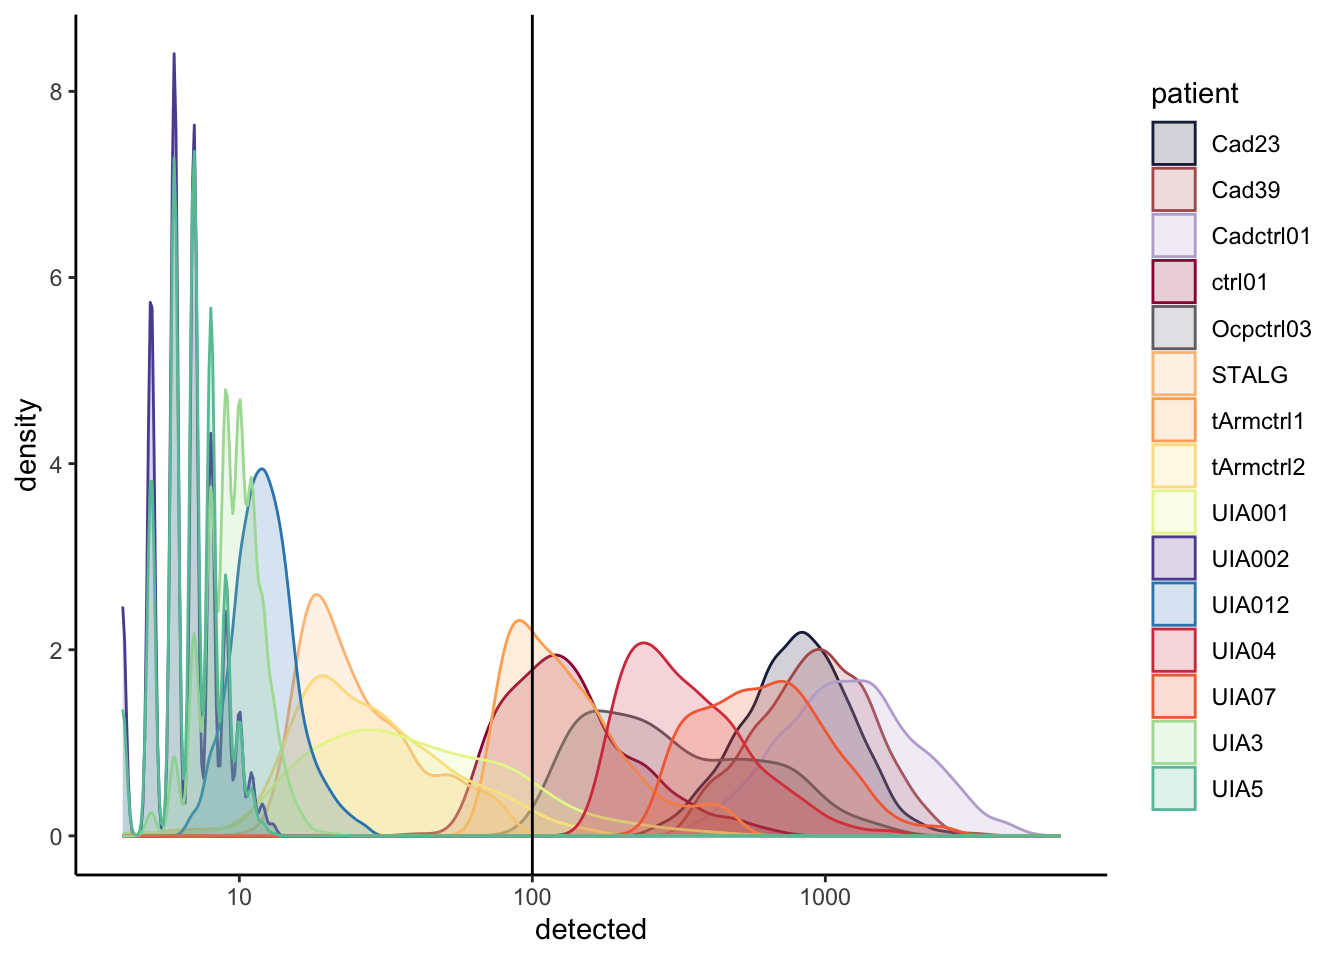 8
6
4
2
0
density
10
100
1000
detected
patient
Cad23
Cad39
Cadctrl01
ctrl01
Ocpctrl03
STALG
tArmctrl1
tArmctrl2
UIA001
UIA002
UIA012
UIA04
UIA07
UIA3
UIA5